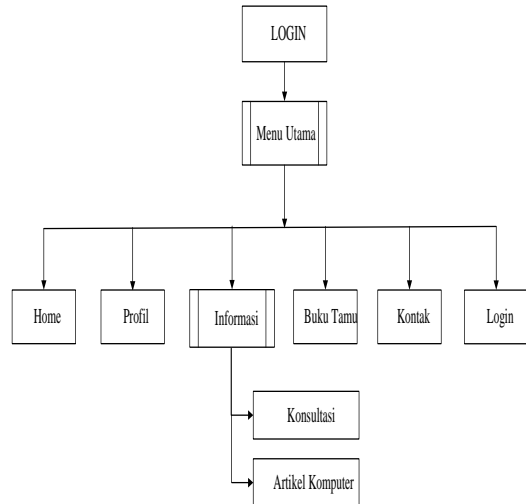 LOGIN
Menu Utama
Home
Profil
Informasi
Buku Tamu
Kontak
Login
Konsultasi
Artikel Komputer